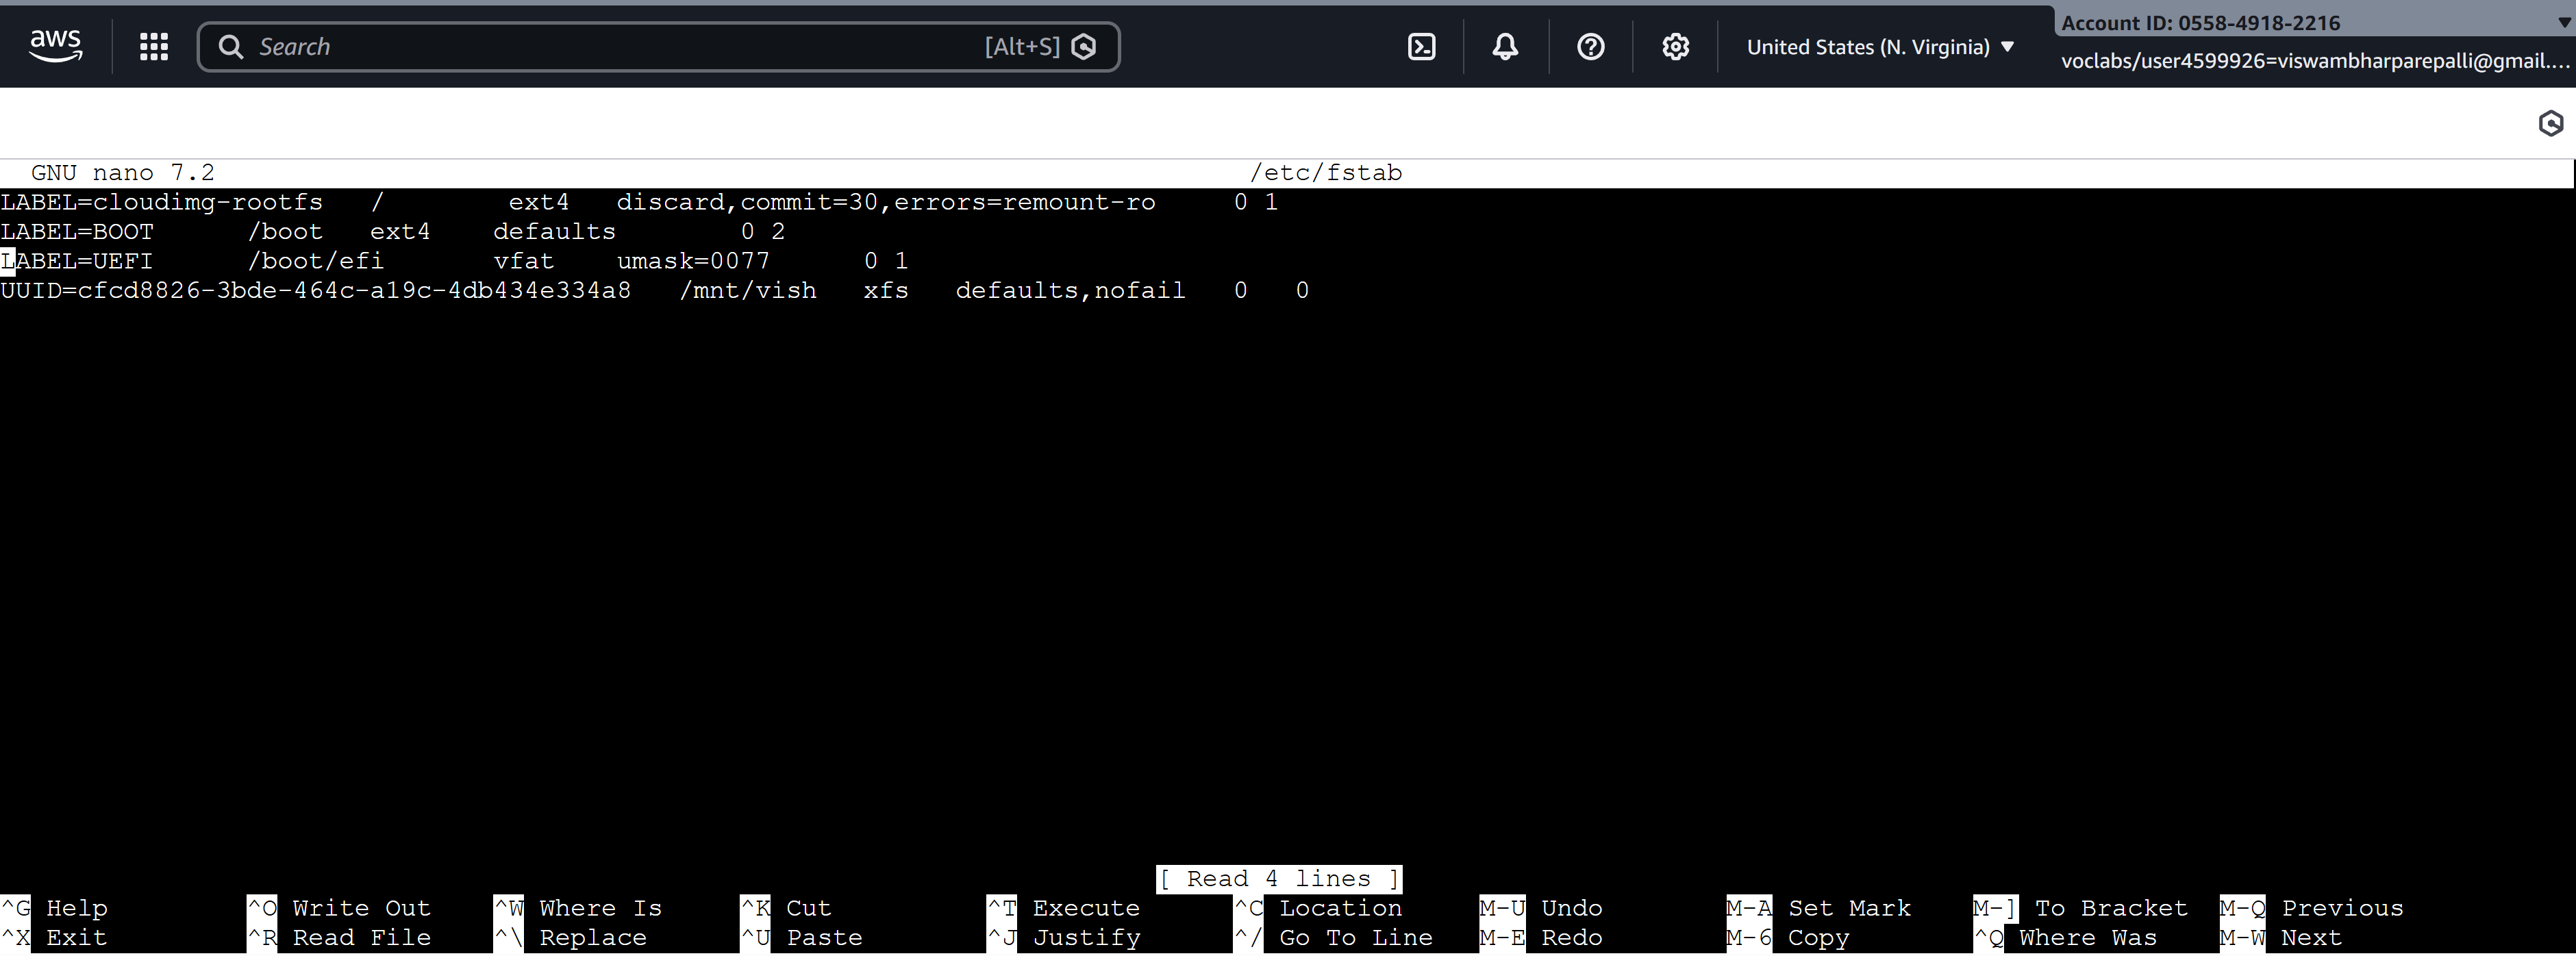 aws
Search [Alt+S]
United States (N. Virginia)
Account ID: 0558-4918-2216
voclabs/user4599926=viswambharparepalli@gmail....
GNU nano 7.2 /etc/fstab
LABEL=cloudimg-rootfs / ext4 discard,commit=30,errors=remount-ro 0 1
LABEL=BOOT /boot ext4 defaults 0 2
LABEL=UEFI /boot/efi vfat umask=0077 0 1
UUID=cfcd8826-3bde-464c-a19c-4db434e334a8 /mnt/vish xfs defaults,nofail 0 0
[ Read 4 lines ]
^G Help ^O Write Out ^W Where Is ^K Cut ^T Execute ^C Location M-U Undo M-A Set Mark M-] To Bracket M-Q Previous
^X Exit ^R Read File ^\ Replace ^U Paste ^J Justify ^/ Go To Line M-E Redo M-6 Copy ^Q Where Was M-W Next